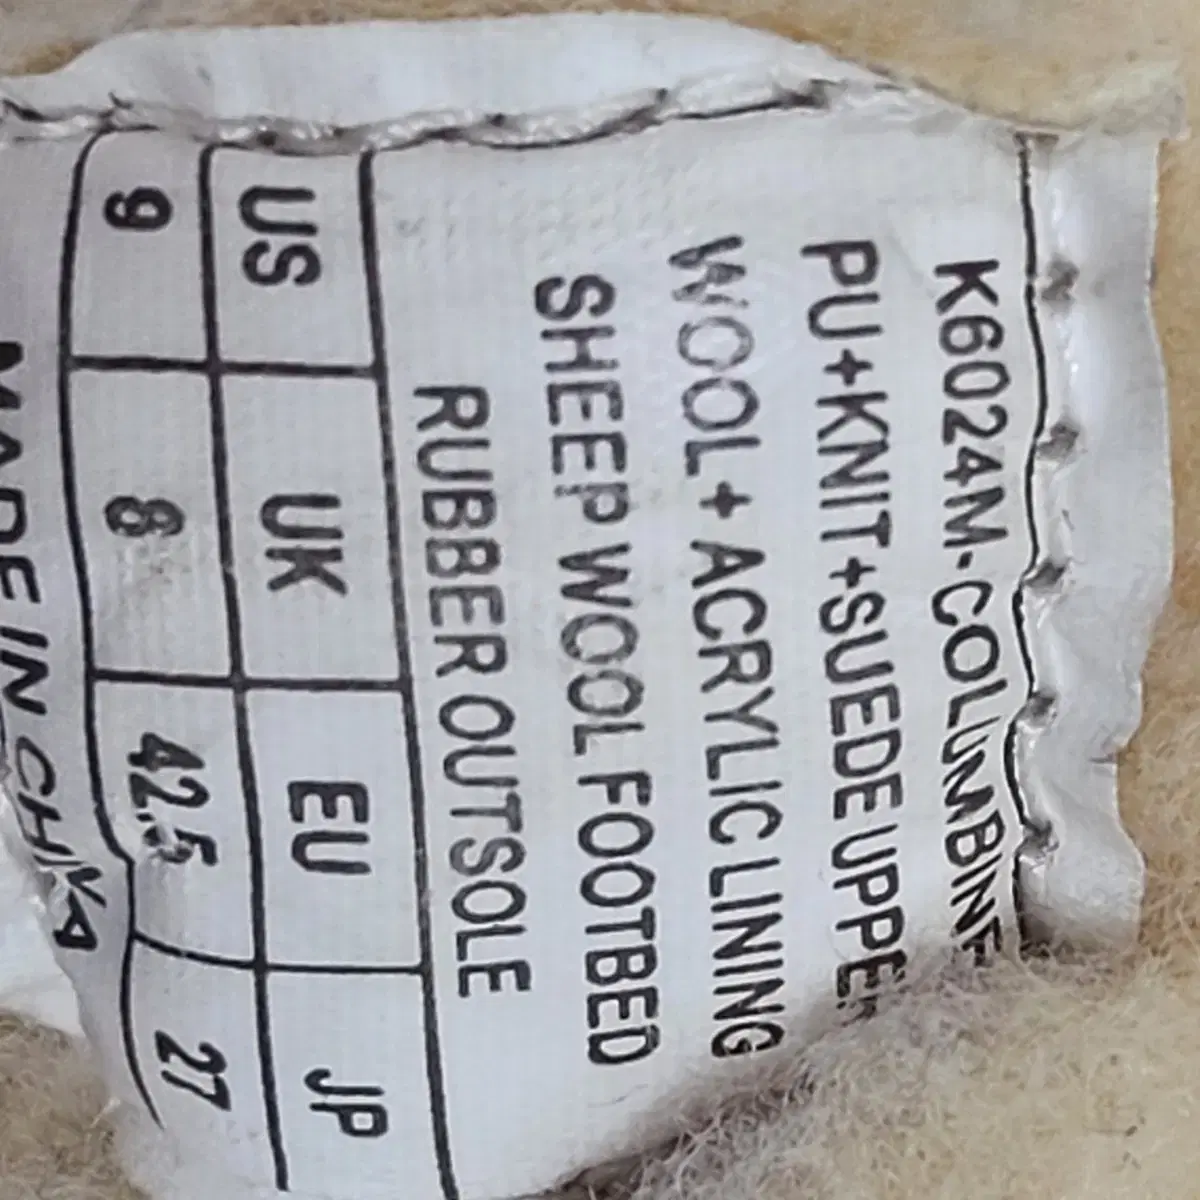 K6024M-COLUMBINE
PU+KNIT+SUEDE UPPER
WOOL+ACRYLIC LINING
SHEEP WOOL FOOTBED
RUBBER OUTSOLE
US UK EU JP
9 8 42.5 27
MADE IN CHINA